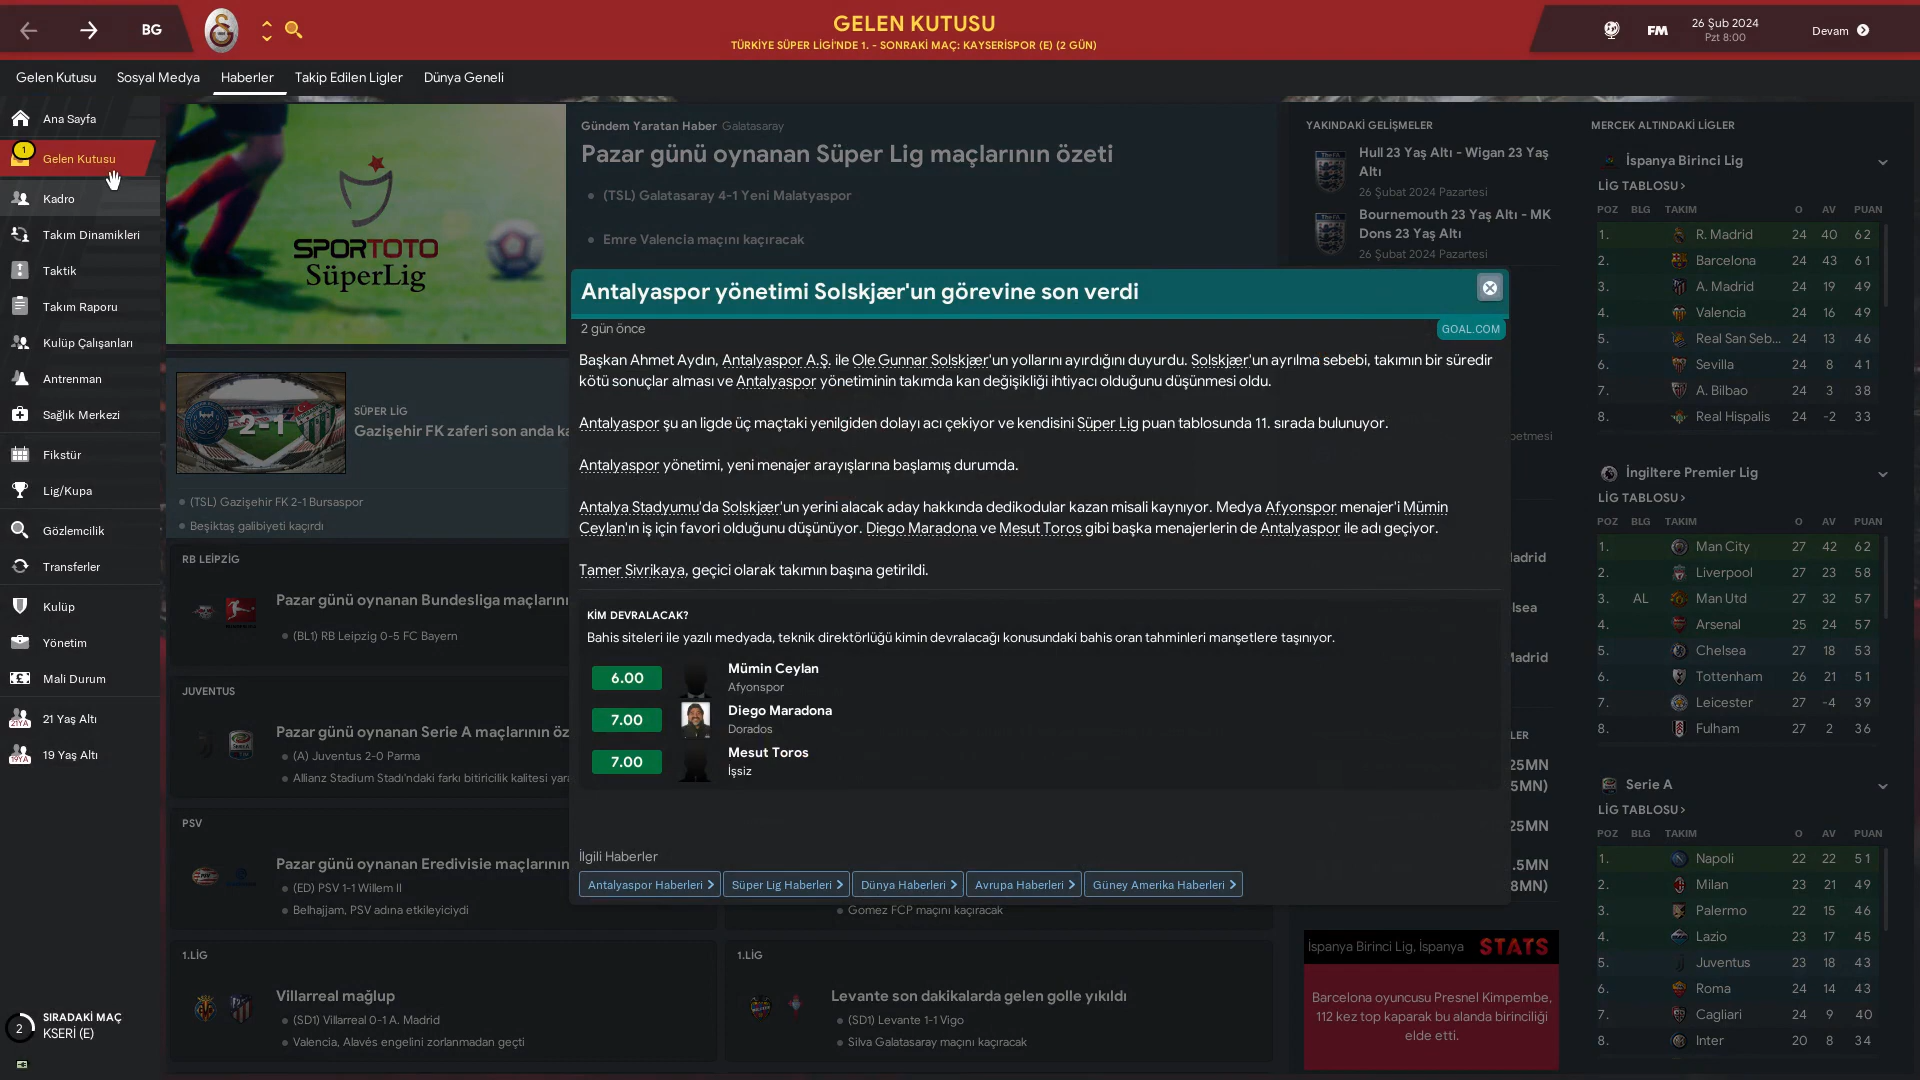 BG
GELEN KUTUSU
TÜRKİYE SÜPER LİGİ'NDE 1. - SONRAKİ MAÇ: KAYSERİSPOR (E) (2 GÜN)
FM
26 Şub 2024
Pzt 8:00
Devam
Gelen Kutusu
Sosyal Medya
Haberler
Takip Edilen Ligler
Dünya Geneli
Ana Sayfa
1
Gelen Kutusu
Kadro
Takım Dinamikleri
Taktik
Takım Raporu
Kulüp Çalışanları
Antrenman
Sağlık Merkezi
Fikstür
Lig/Kupa
Gözlemcilik
Transferler
Kulüp
Yönetim
Mali Durum
21YA
21 Yaş Altı
19YA
19 Yaş Altı
2
SIRADAKİ MAÇ
KSERİ (E)
SPORTOTO
SüperLig
Gündem Yaratan Haber Galatasaray
Pazar günü oynanan Süper Lig maçlarının özeti
(TSL) Galatasaray 4-1 Yeni Malatyaspor
Emre Valencia maçını kaçıracak
2-1
SÜPER LİG
Gazişehir FK zaferi son anda ka
(TSL) Gazişehir FK 2-1 Bursaspor
Beşiktaş galibiyeti kaçırdı
RB LEİPZİG
Pazar günü oynanan Bundesliga maçlarını
(BL1) RB Leipzig 0-5 FC Bayern
JUVENTUS
Pazar günü oynanan Serie A maçlarının öz
(A) Juventus 2-0 Parma
Allianz Stadium Stadı'ndaki farkı bitiricilik kalitesi yara
PSV
Pazar günü oynanan Eredivisie maçlarının
(ED) PSV 1-1 Willem II
Belhajjam, PSV adına etkileyiciydi
Gomez FCP maçını kaçıracak
1.LİG
Villarreal mağlup
(SD1) Villarreal 0-1 A. Madrid
Valencia, Alavés engelini zorlanmadan geçti
1.LİG
Levante son dakikalarda gelen golle yıkıldı
(SD1) Levante 1-1 Vigo
Silva Galatasaray maçını kaçıracak
Antalyaspor yönetimi Solskjær'un görevine son verdi
2 gün önce
GOAL.COM
Başkan Ahmet Aydın, Antalyaspor A.Ş. ile Ole Gunnar Solskjær'un yollarını ayırdığını duyurdu. Solskjær'un ayrılma sebebi, takımın bir süredir
kötü sonuçlar alması ve Antalyaspor yönetiminin takımda kan değişikliği ihtiyacı olduğunu düşünmesi oldu.
Antalyaspor şu an ligde üç maçtaki yenilgiden dolayı acı çekiyor ve kendisini Süper Lig puan tablosunda 11. sırada bulunuyor.
Antalyaspor yönetimi, yeni menajer arayışlarına başlamış durumda.
Antalya Stadyumu'da Solskjær'un yerini alacak aday hakkında dedikodular kazan misali kaynıyor. Medya Afyonspor menajer'i Mümin
Ceylan'ın iş için favori olduğunu düşünüyor. Diego Maradona ve Mesut Toros gibi başka menajerlerin de Antalyaspor ile adı geçiyor.
Tamer Sivrikaya, geçici olarak takımın başına getirildi.
KİM DEVRALACAK?
Bahis siteleri ile yazılı medyada, teknik direktörlüğü kimin devralacağı konusundaki bahis oran tahminleri manşetlere taşınıyor.
6.00
Mümin Ceylan
Afyonspor
7.00
Diego Maradona
Dorados
7.00
Mesut Toros
İşsiz
İlgili Haberler
Antalyaspor Haberleri
Süper Lig Haberleri
Dünya Haberleri
Avrupa Haberleri
Güney Amerika Haberleri
YAKINDAKİ GELİŞMELER
Hull 23 Yaş Altı - Wigan 23 Yaş
Altı
26 Şubat 2024 Pazartesi
Bournemouth 23 Yaş Altı - MK
Dons 23 Yaş Altı
26 Şubat 2024 Pazartesi
betmesi
adrid
lsea
Madrid
LER
25MN
5MN)
25MN
.5MN
8MN)
İspanya Birinci Lig, İspanya
STATS
Barcelona oyuncusu Presnel Kimpembe,
112 kez top kaparak bu alanda birinciliği
elde etti.
MERCEK ALTINDAKİ LİGLER
İspanya Birinci Lig
LİG TABLOSU>
POZ BLG TAKIM O AV PUAN
1. R. Madrid 24 40 62
2. Barcelona 24 43 61
3. A. Madrid 24 19 49
4. Valencia 24 16 49
5. Real San Seb... 24 13 46
6. Sevilla 24 8 41
7. A. Bilbao 24 3 38
8. Real Hispalis 24 -2 33
İngiltere Premier Lig
LİG TABLOSU>
POZ BLG TAKIM O AV PUAN
1. Man City 27 42 62
2. Liverpool 27 23 58
3. AL Man Utd 27 32 57
4. Arsenal 25 24 57
5. Chelsea 27 18 53
6. Tottenham 26 21 51
7. Leicester 27 -4 39
8. Fulham 27 2 36
Serie A
LİG TABLOSU>
POZ BLG TAKIM O AV PUAN
1. Napoli 22 22 51
2. Milan 23 21 49
3. Palermo 22 15 46
4. Lazio 23 17 45
5. Juventus 23 18 43
6. Roma 24 14 43
7. Cagliari 24 9 40
8. Inter 20 8 34